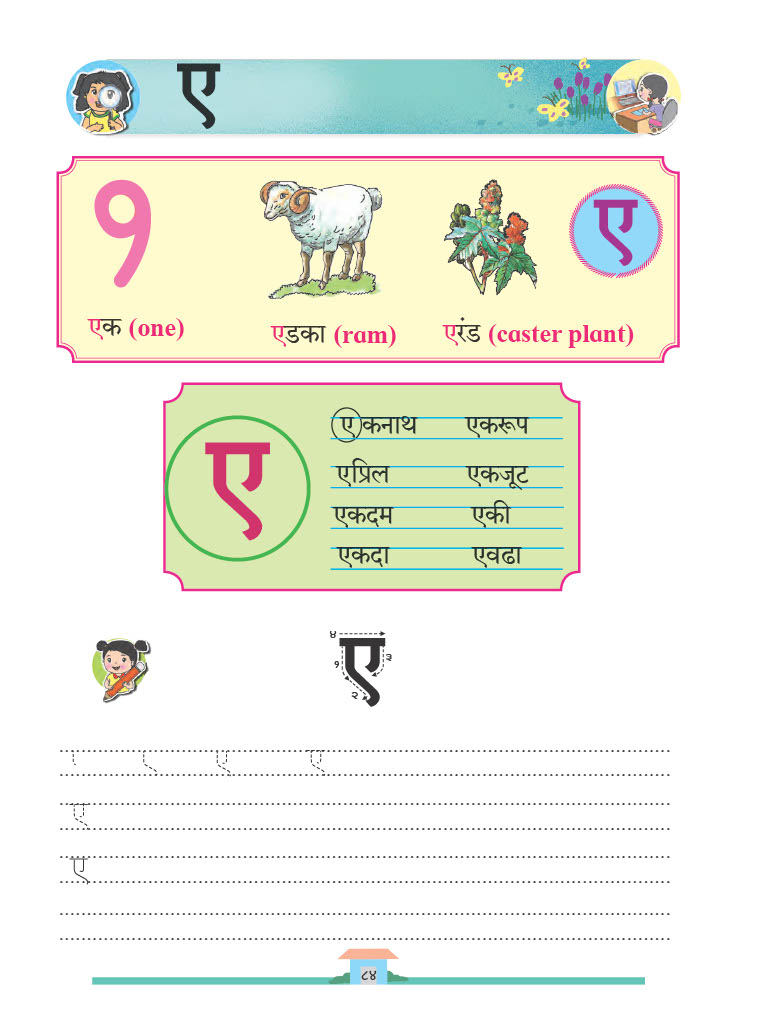 ए
१
ए
एक (one) एडका (ram) एरंड (caster plant)
ए
एकनाथ एकरूप
एप्रिल एकजूट
एकदम एकी
एकदा एवढा
४
ए
१ ३
२
ए
ए
ए
८४